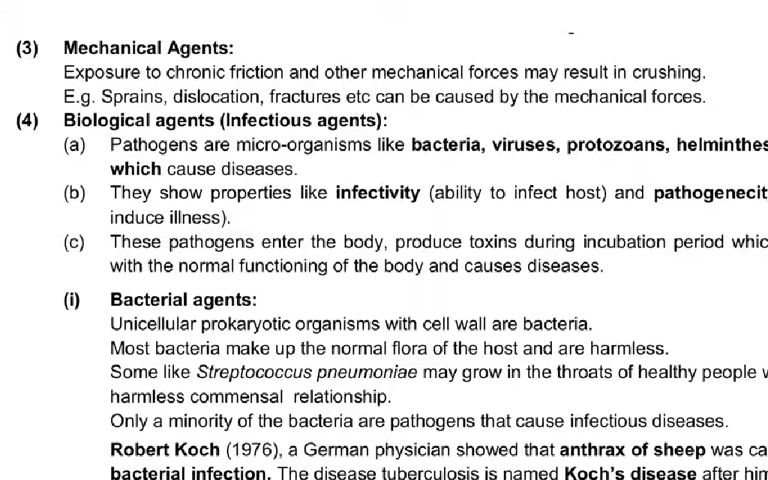 (3) Mechanical Agents:
Exposure to chronic friction and other mechanical forces may result in crushing.
E.g. Sprains, dislocation, fractures etc can be caused by the mechanical forces.
(4) Biological agents (Infectious agents):
(a) Pathogens are micro-organisms like bacteria, viruses, protozoans, helminthes
which cause diseases.
(b) They show properties like infectivity (ability to infect host) and pathogenecit
induce illness).
(c) These pathogens enter the body, produce toxins during incubation period whic
with the normal functioning of the body and causes diseases.
(i) Bacterial agents:
Unicellular prokaryotic organisms with cell wall are bacteria.
Most bacteria make up the normal flora of the host and are harmless.
Some like Streptococcus pneumoniae may grow in the throats of healthy people
harmless commensal relationship.
Only a minority of the bacteria are pathogens that cause infectious diseases.
Robert Koch (1976), a German physician showed that anthrax of sheep was ca
bacterial infection. The disease tuberculosis is named Koch's disease after him